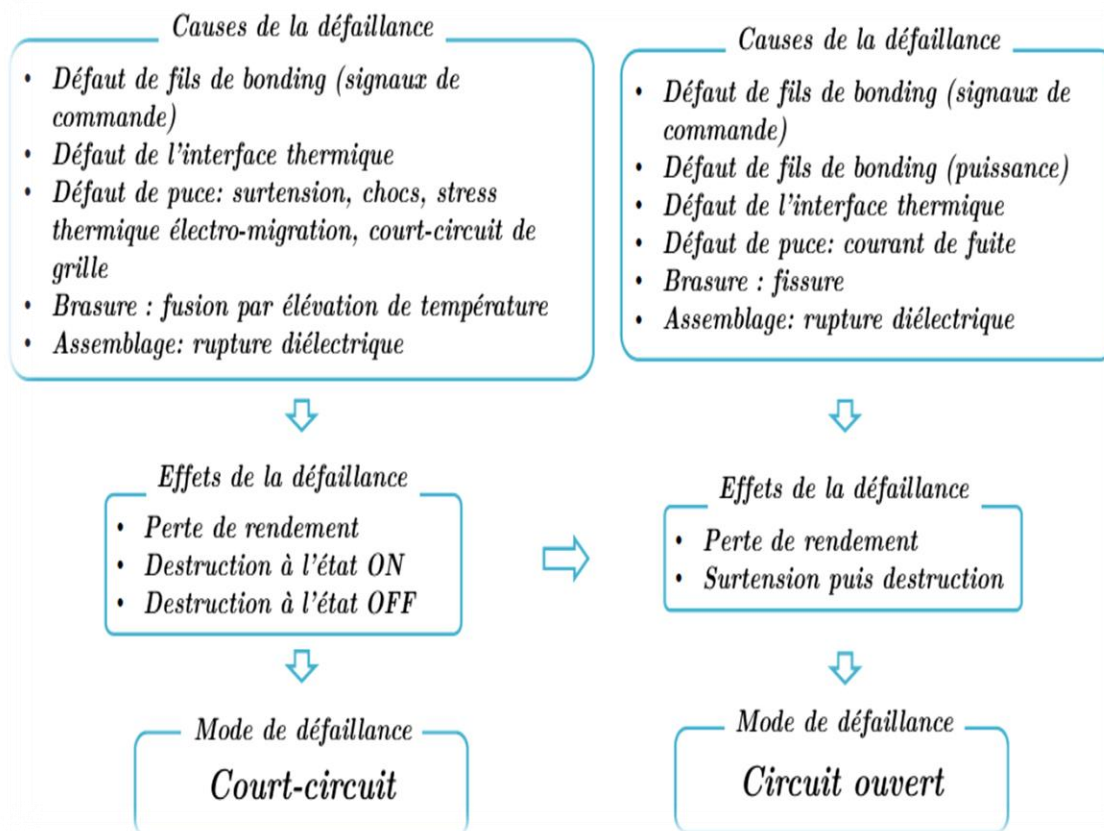 Causes de la défaillance
• Défaut de fils de bonding (signaux de
commande)
• Défaut de l'interface thermique
• Défaut de puce: surtension, chocs, stress
thermique électro-migration, court-circuit de
grille
• Brasure : fusion par élévation de température
• Assemblage: rupture diélectrique
Effets de la défaillance
• Perte de rendement
• Destruction à l'état ON
• Destruction à l'état OFF
Mode de défaillance
Court-circuit
Causes de la défaillance
• Défaut de fils de bonding (signaux de
commande)
• Défaut de fils de bonding (puissance)
• Défaut de l'interface thermique
• Défaut de puce: courant de fuite
• Brasure : fissure
• Assemblage: rupture diélectrique
Effets de la défaillance
• Perte de rendement
• Surtension puis destruction
Mode de défaillance
Circuit ouvert